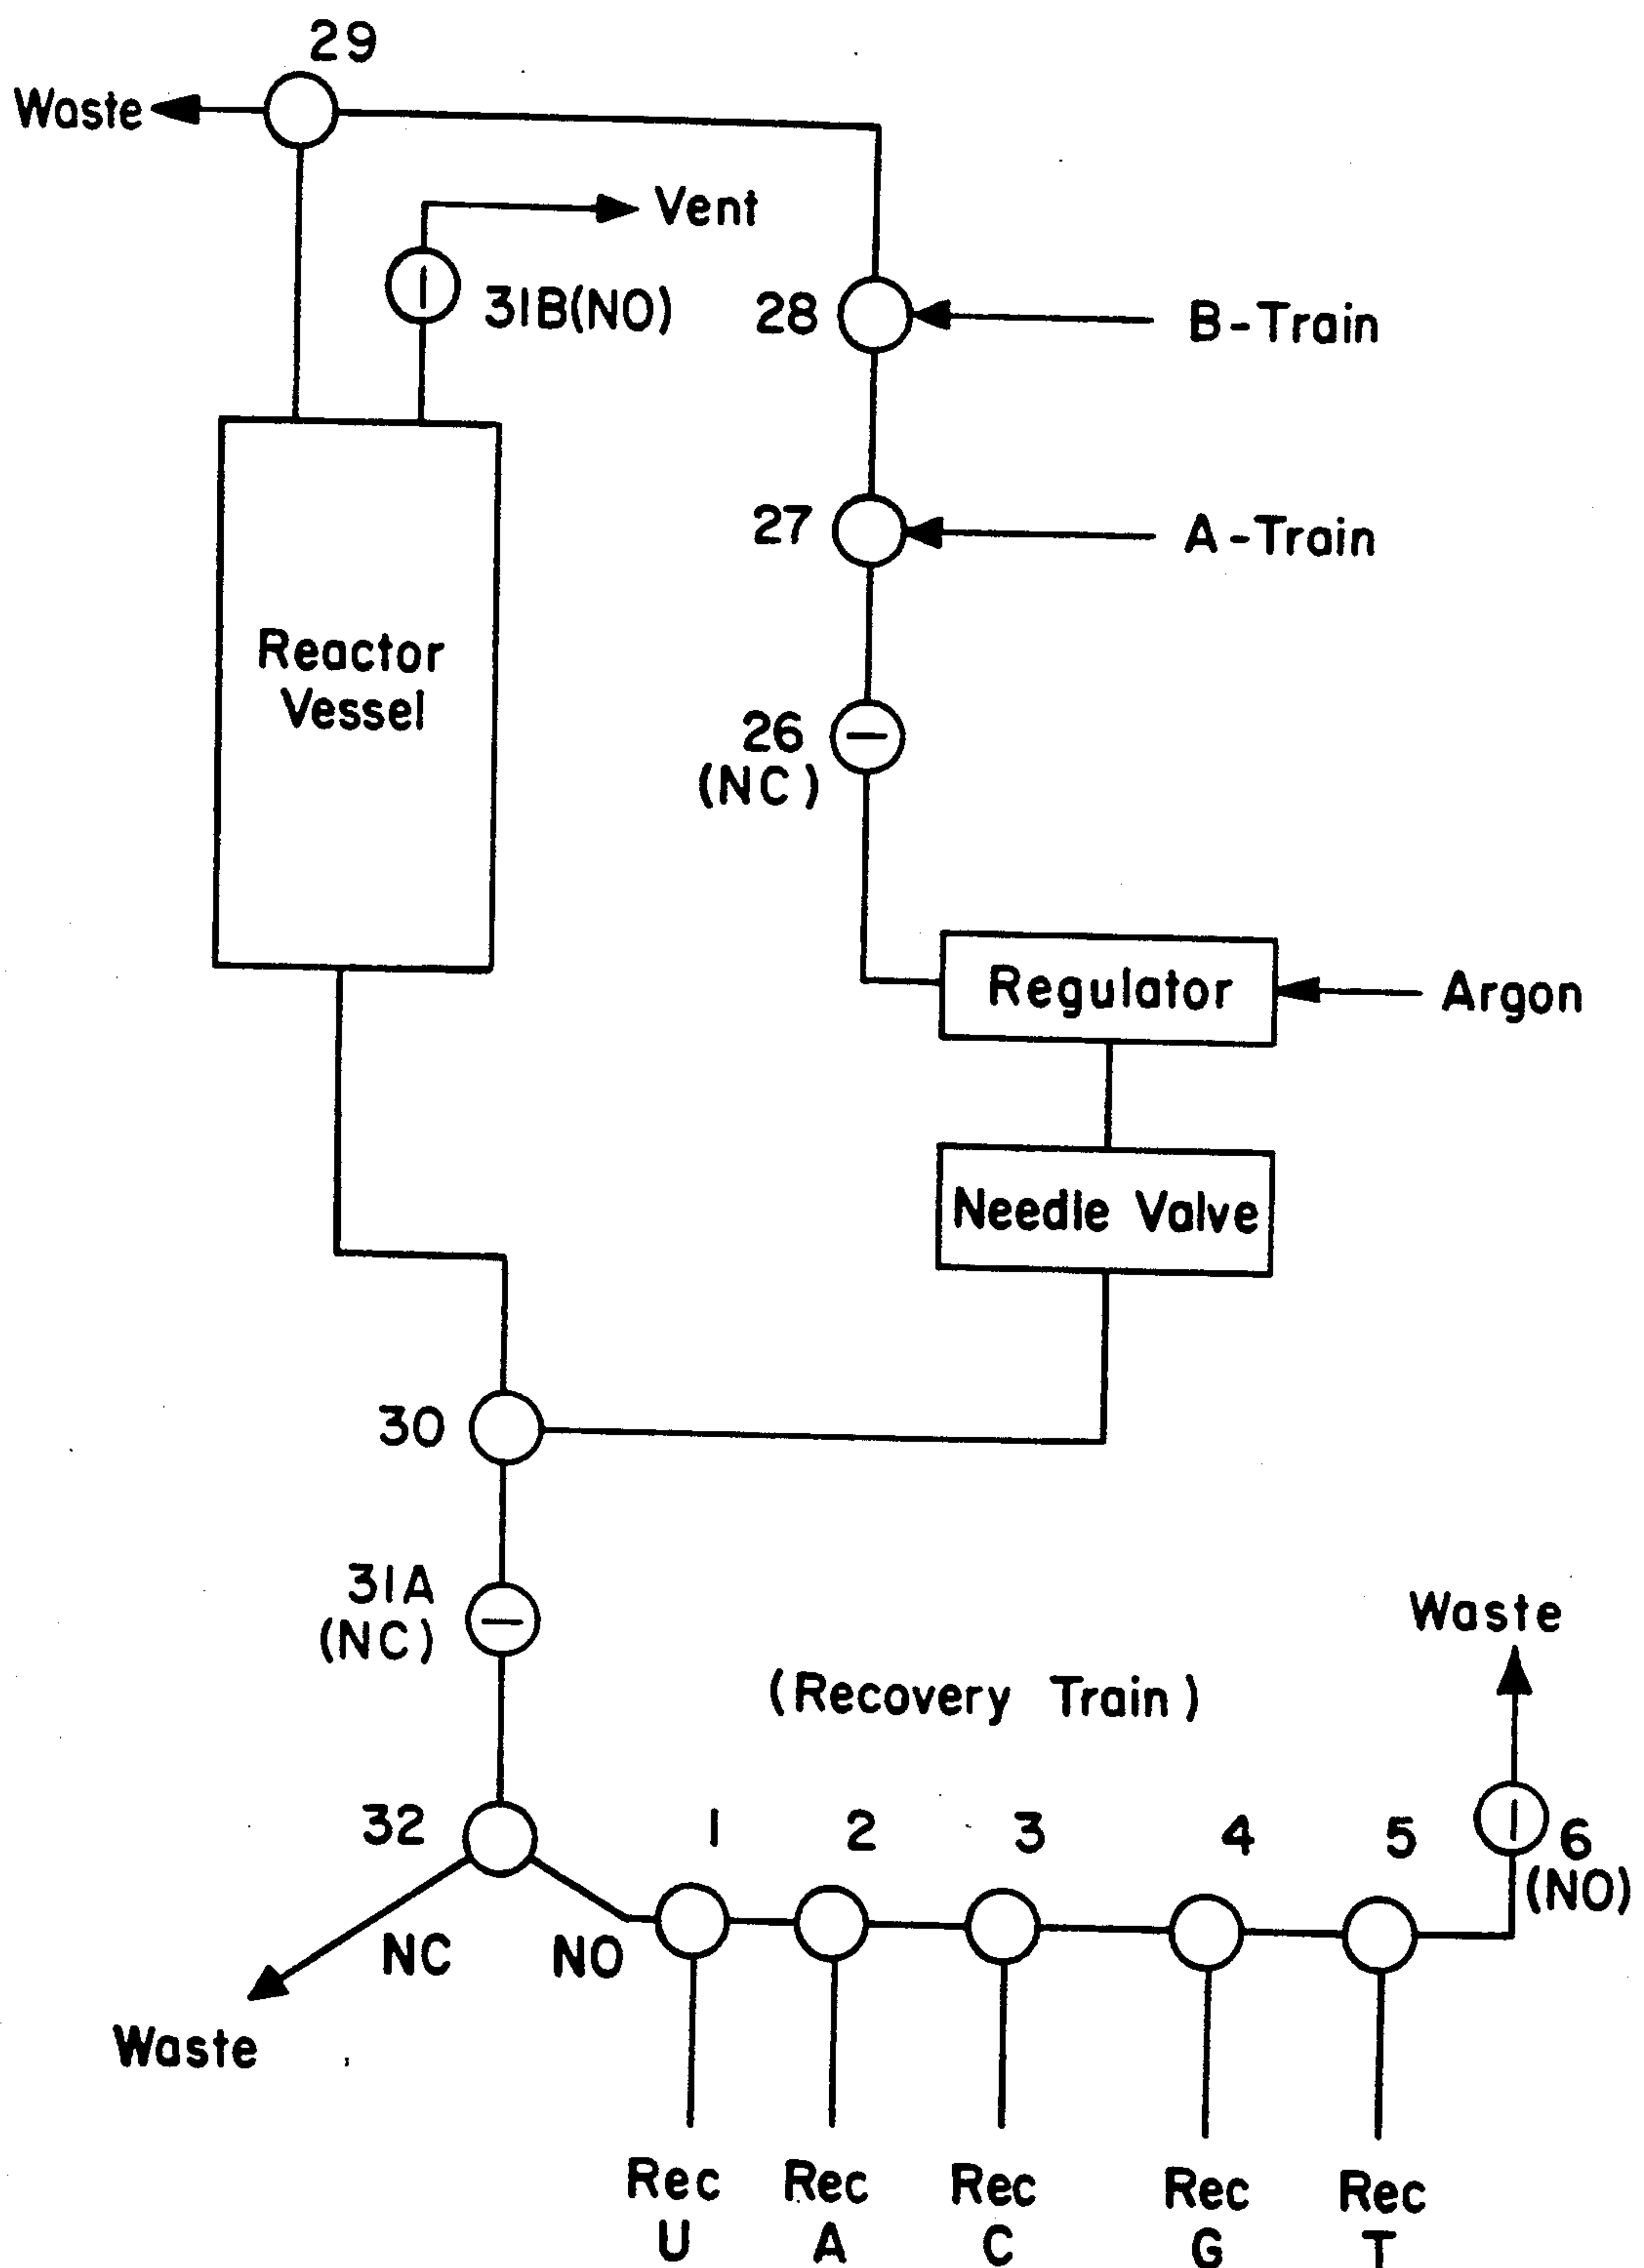 29
Waste
Vent
31B(NO)
28
B-Train
27
A-Train
Reactor
Vessel
26
(NC)
Regulator
Argon
Needle Valve
30
31A
(NC)
Waste
(Recovery Train)
32
1
2
3
4
5
6
(NO)
NC
NO
Waste
Rec
U
Rec
A
Rec
C
Rec
G
Rec
T